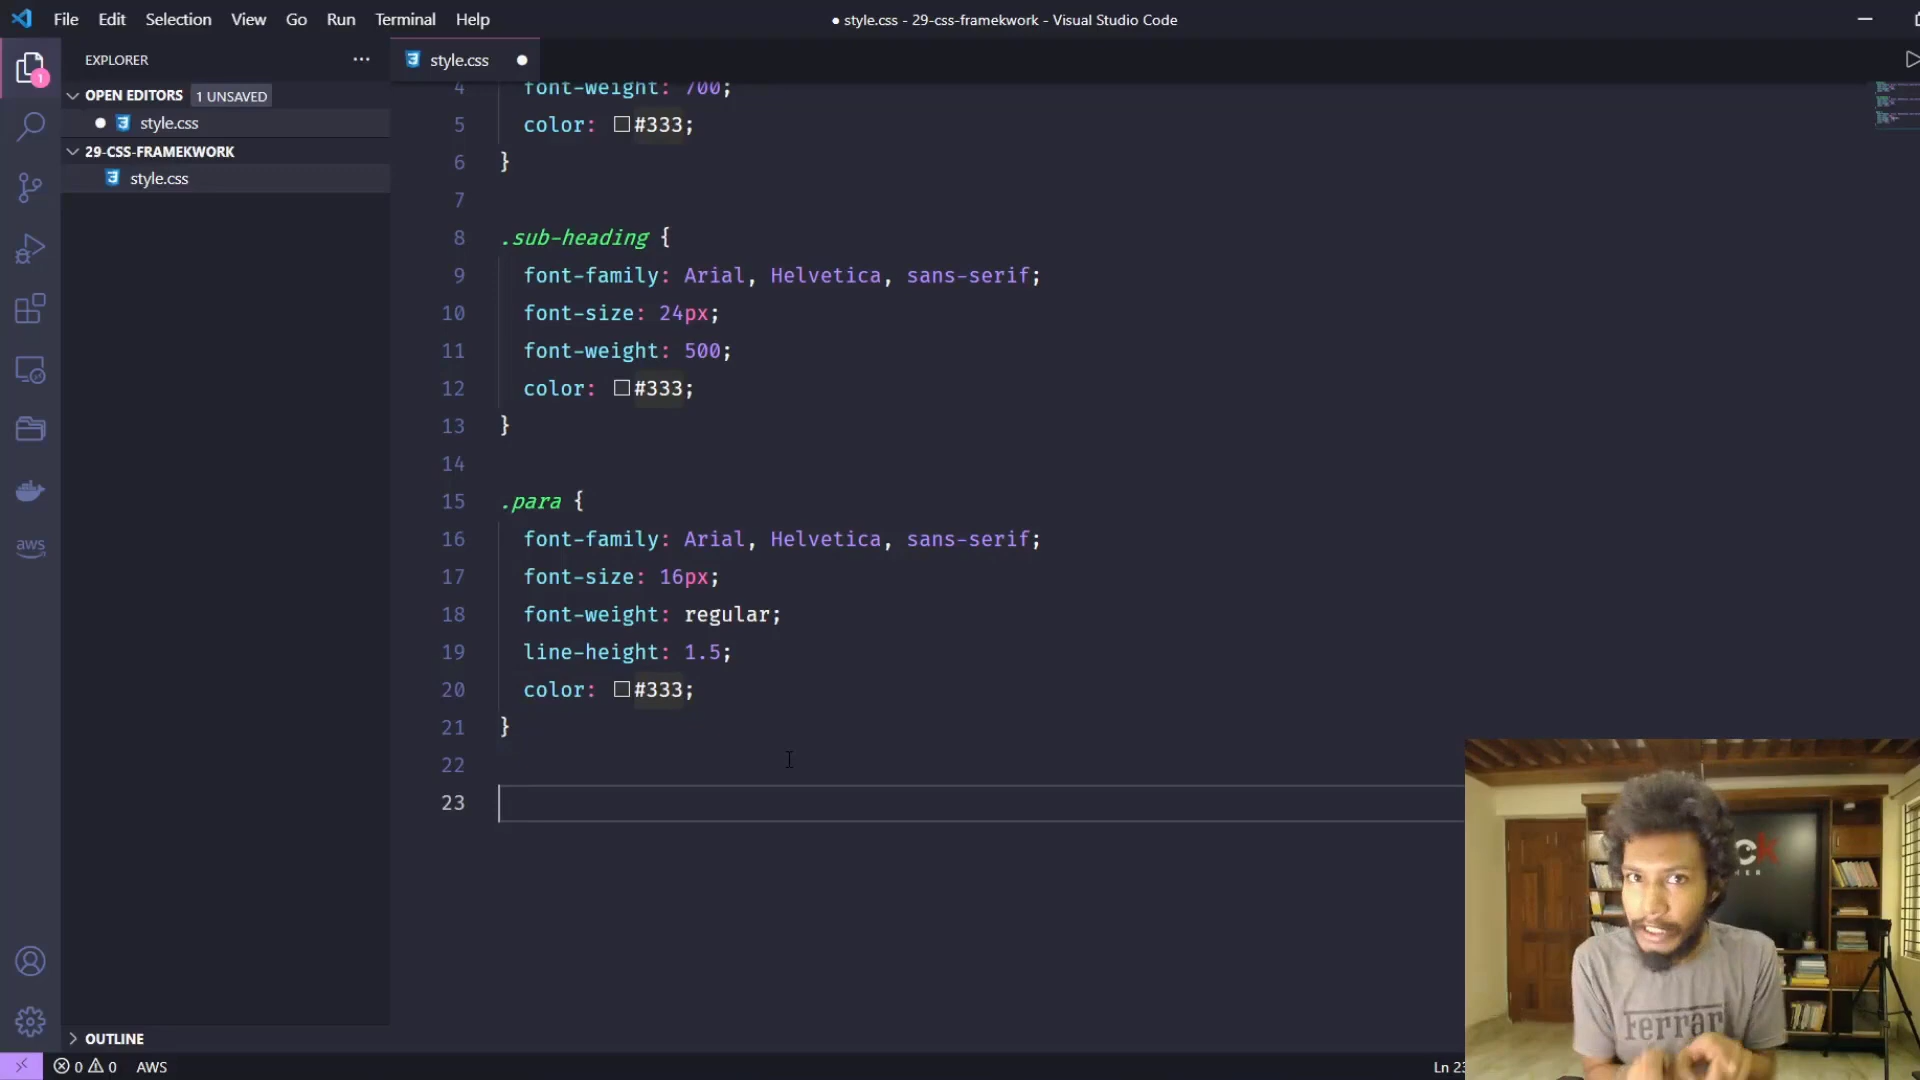 File Edit Selection View Go Run Terminal Help
● style.css - 29-css-framekwork - Visual Studio Code
EXPLORER
style.css
OPEN EDITORS 1 UNSAVED
style.css
29-CSS-FRAMEKWORK
style.css
4 font-weight: 700;
5 color: #333;
6 }
7
8 .sub-heading {
9 font-family: Arial, Helvetica, sans-serif;
10 font-size: 24px;
11 font-weight: 500;
12 color: #333;
13 }
14
15 .para {
16 font-family: Arial, Helvetica, sans-serif;
17 font-size: 16px;
18 font-weight: regular;
19 line-height: 1.5;
20 color: #333;
21 }
22
23
1
aws
OUTLINE
0 0 AWS
Ln 23
Ferrar